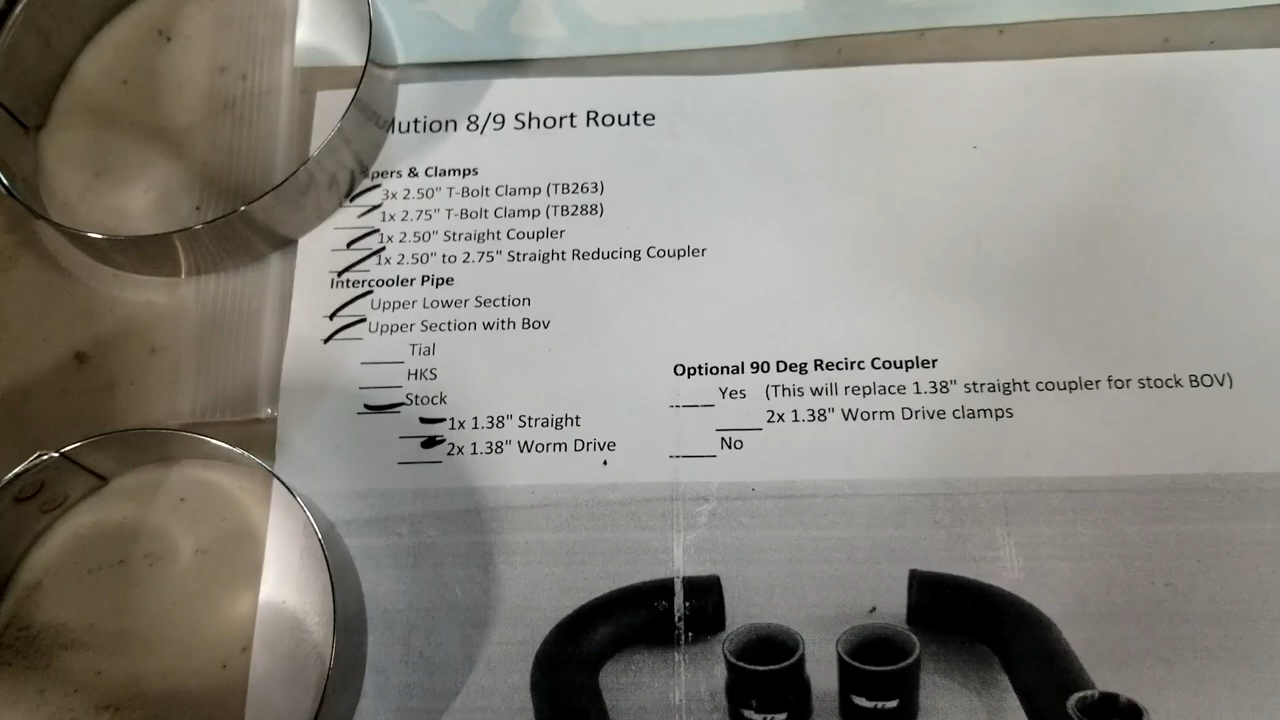 lution 8/9 Short Route
pers & Clamps
3x 2.50" T-Bolt Clamp (TB263)
1x 2.75" T-Bolt Clamp (TB288)
1x 2.50" Straight Coupler
1x 2.50" to 2.75" Straight Reducing Coupler
Intercooler Pipe
Upper Lower Section
Upper Section with Bov
Tial
HKS
Stock
1x 1.38" Straight
2x 1.38" Worm Drive
Optional 90 Deg Recirc Coupler
Yes (This will replace 1.38" straight coupler for stock BOV)
2x 1.38" Worm Drive clamps
No